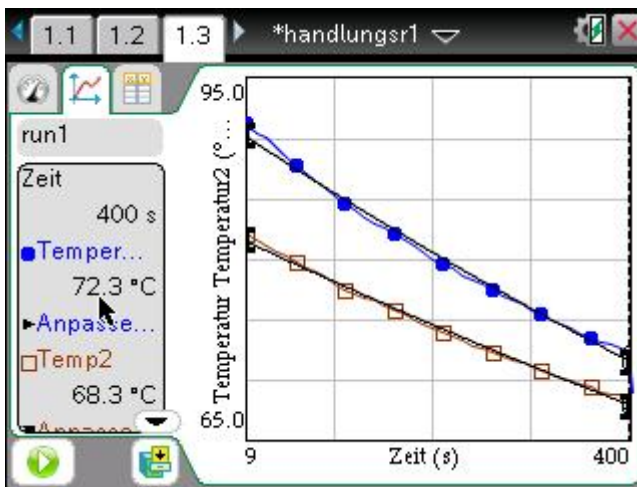 1.1 1.2 1.3 *handlungsr1
run1
Zeit
400 s
Temper...
72.3 °C
Anpasse...
Temp2
68.3 °C
95.0
Temperatur Temperatur2 (°...
65.0
9 Zeit (s) 400